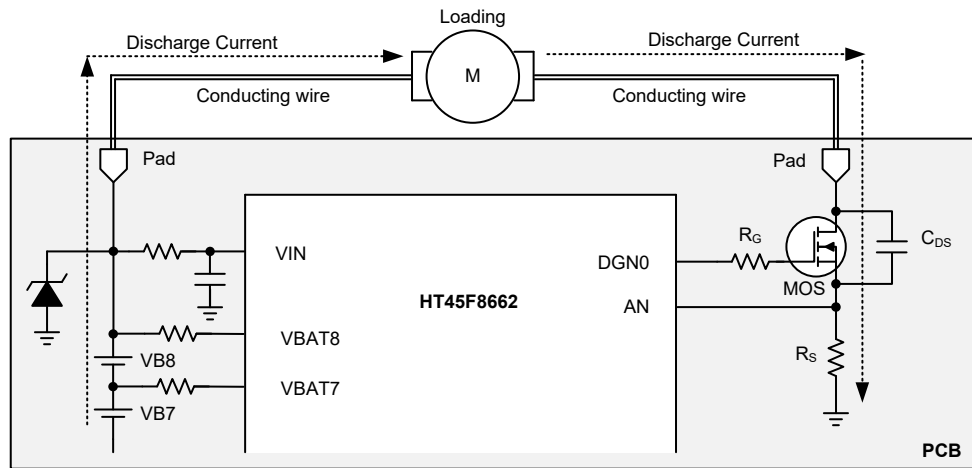 Loading
Discharge Current
Discharge Current
M
Conducting wire
Conducting wire
Pad
Pad
VIN
RG
CDS
DGN0
MOS
HT45F8662
AN
VBAT8
VB8
RS
VBAT7
VB7
PCB